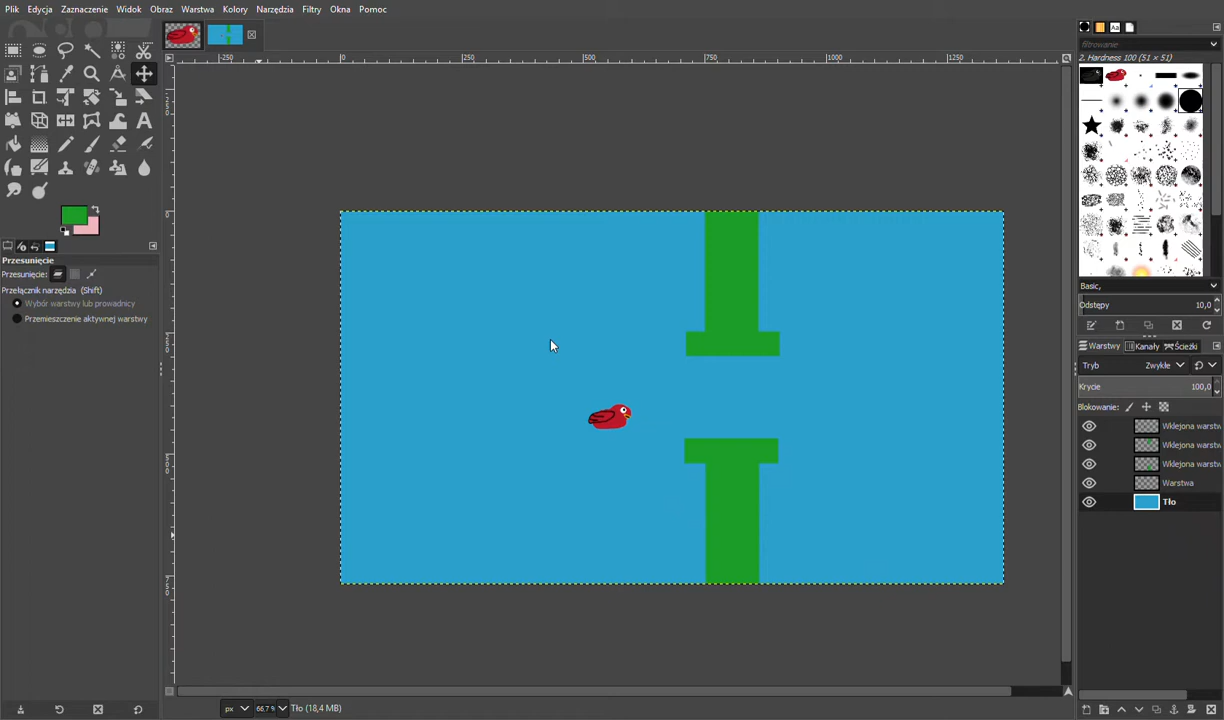 Plik Edycja Zaznaczenie Widok Obraz Warstwa Kolory Narzędzia Filtry Okna Pomoc
filtrowanie
2. Hardness 100 (51 × 51)
-250 0 250 500 750 1000 1250
Basic,
Przesunięcie
Przesunięcie:
Przełącznik narzędzia (Shift)
Wybór warstwy lub prowadnicy
Przemieszczenie aktywnej warstwy
Odstępy 10,0
Warstwy Kanały Ścieżki
Tryb Zwykłe
Krycie 100,0
Blokowanie:
Wklejona warstw
Wklejona warstw
Wklejona warstw
Warstwa
Tło
px 66.7 % Tło (18,4 MB)